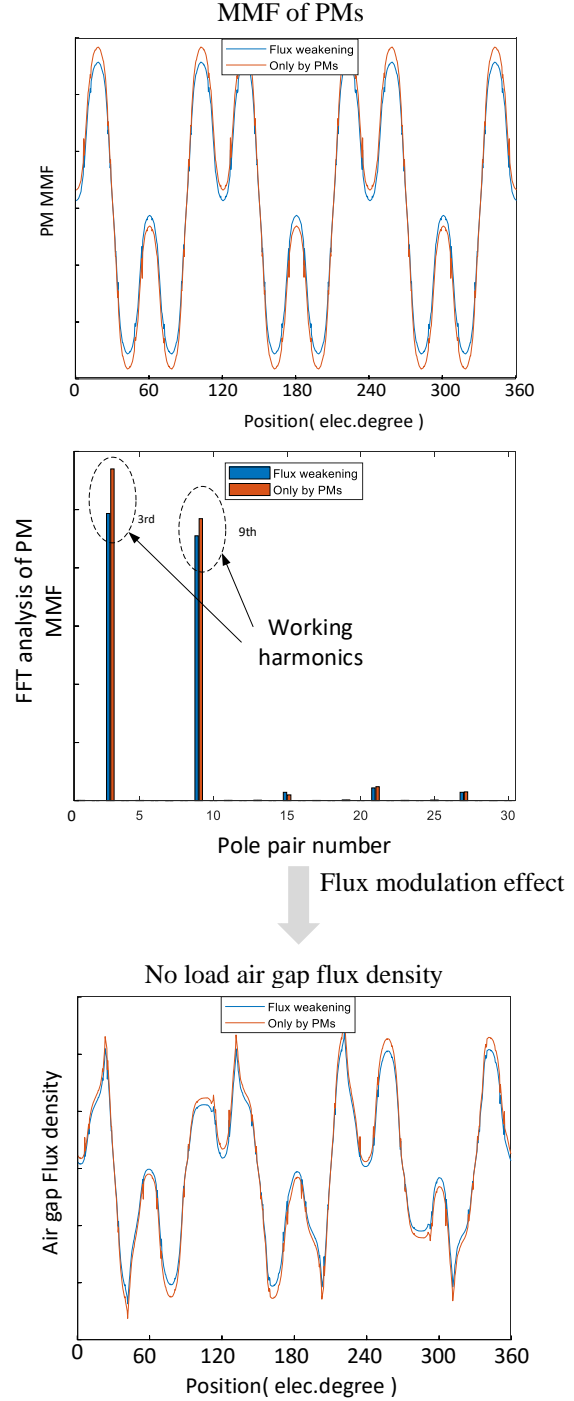 MMF of PMs
Flux weakening
Only by PMs
PM MMF
0
60
120
180
240
300
360
Position( elec.degree )
Flux weakening
Only by PMs
3rd
9th
Working
harmonics
FFT analysis of PM
MMF
0
5
10
15
20
25
30
Pole pair number
Flux modulation effect
No load air gap flux density
Flux weakening
Only by PMs
Air gap Flux density
0
60
120
180
240
300
360
Position( elec.degree )